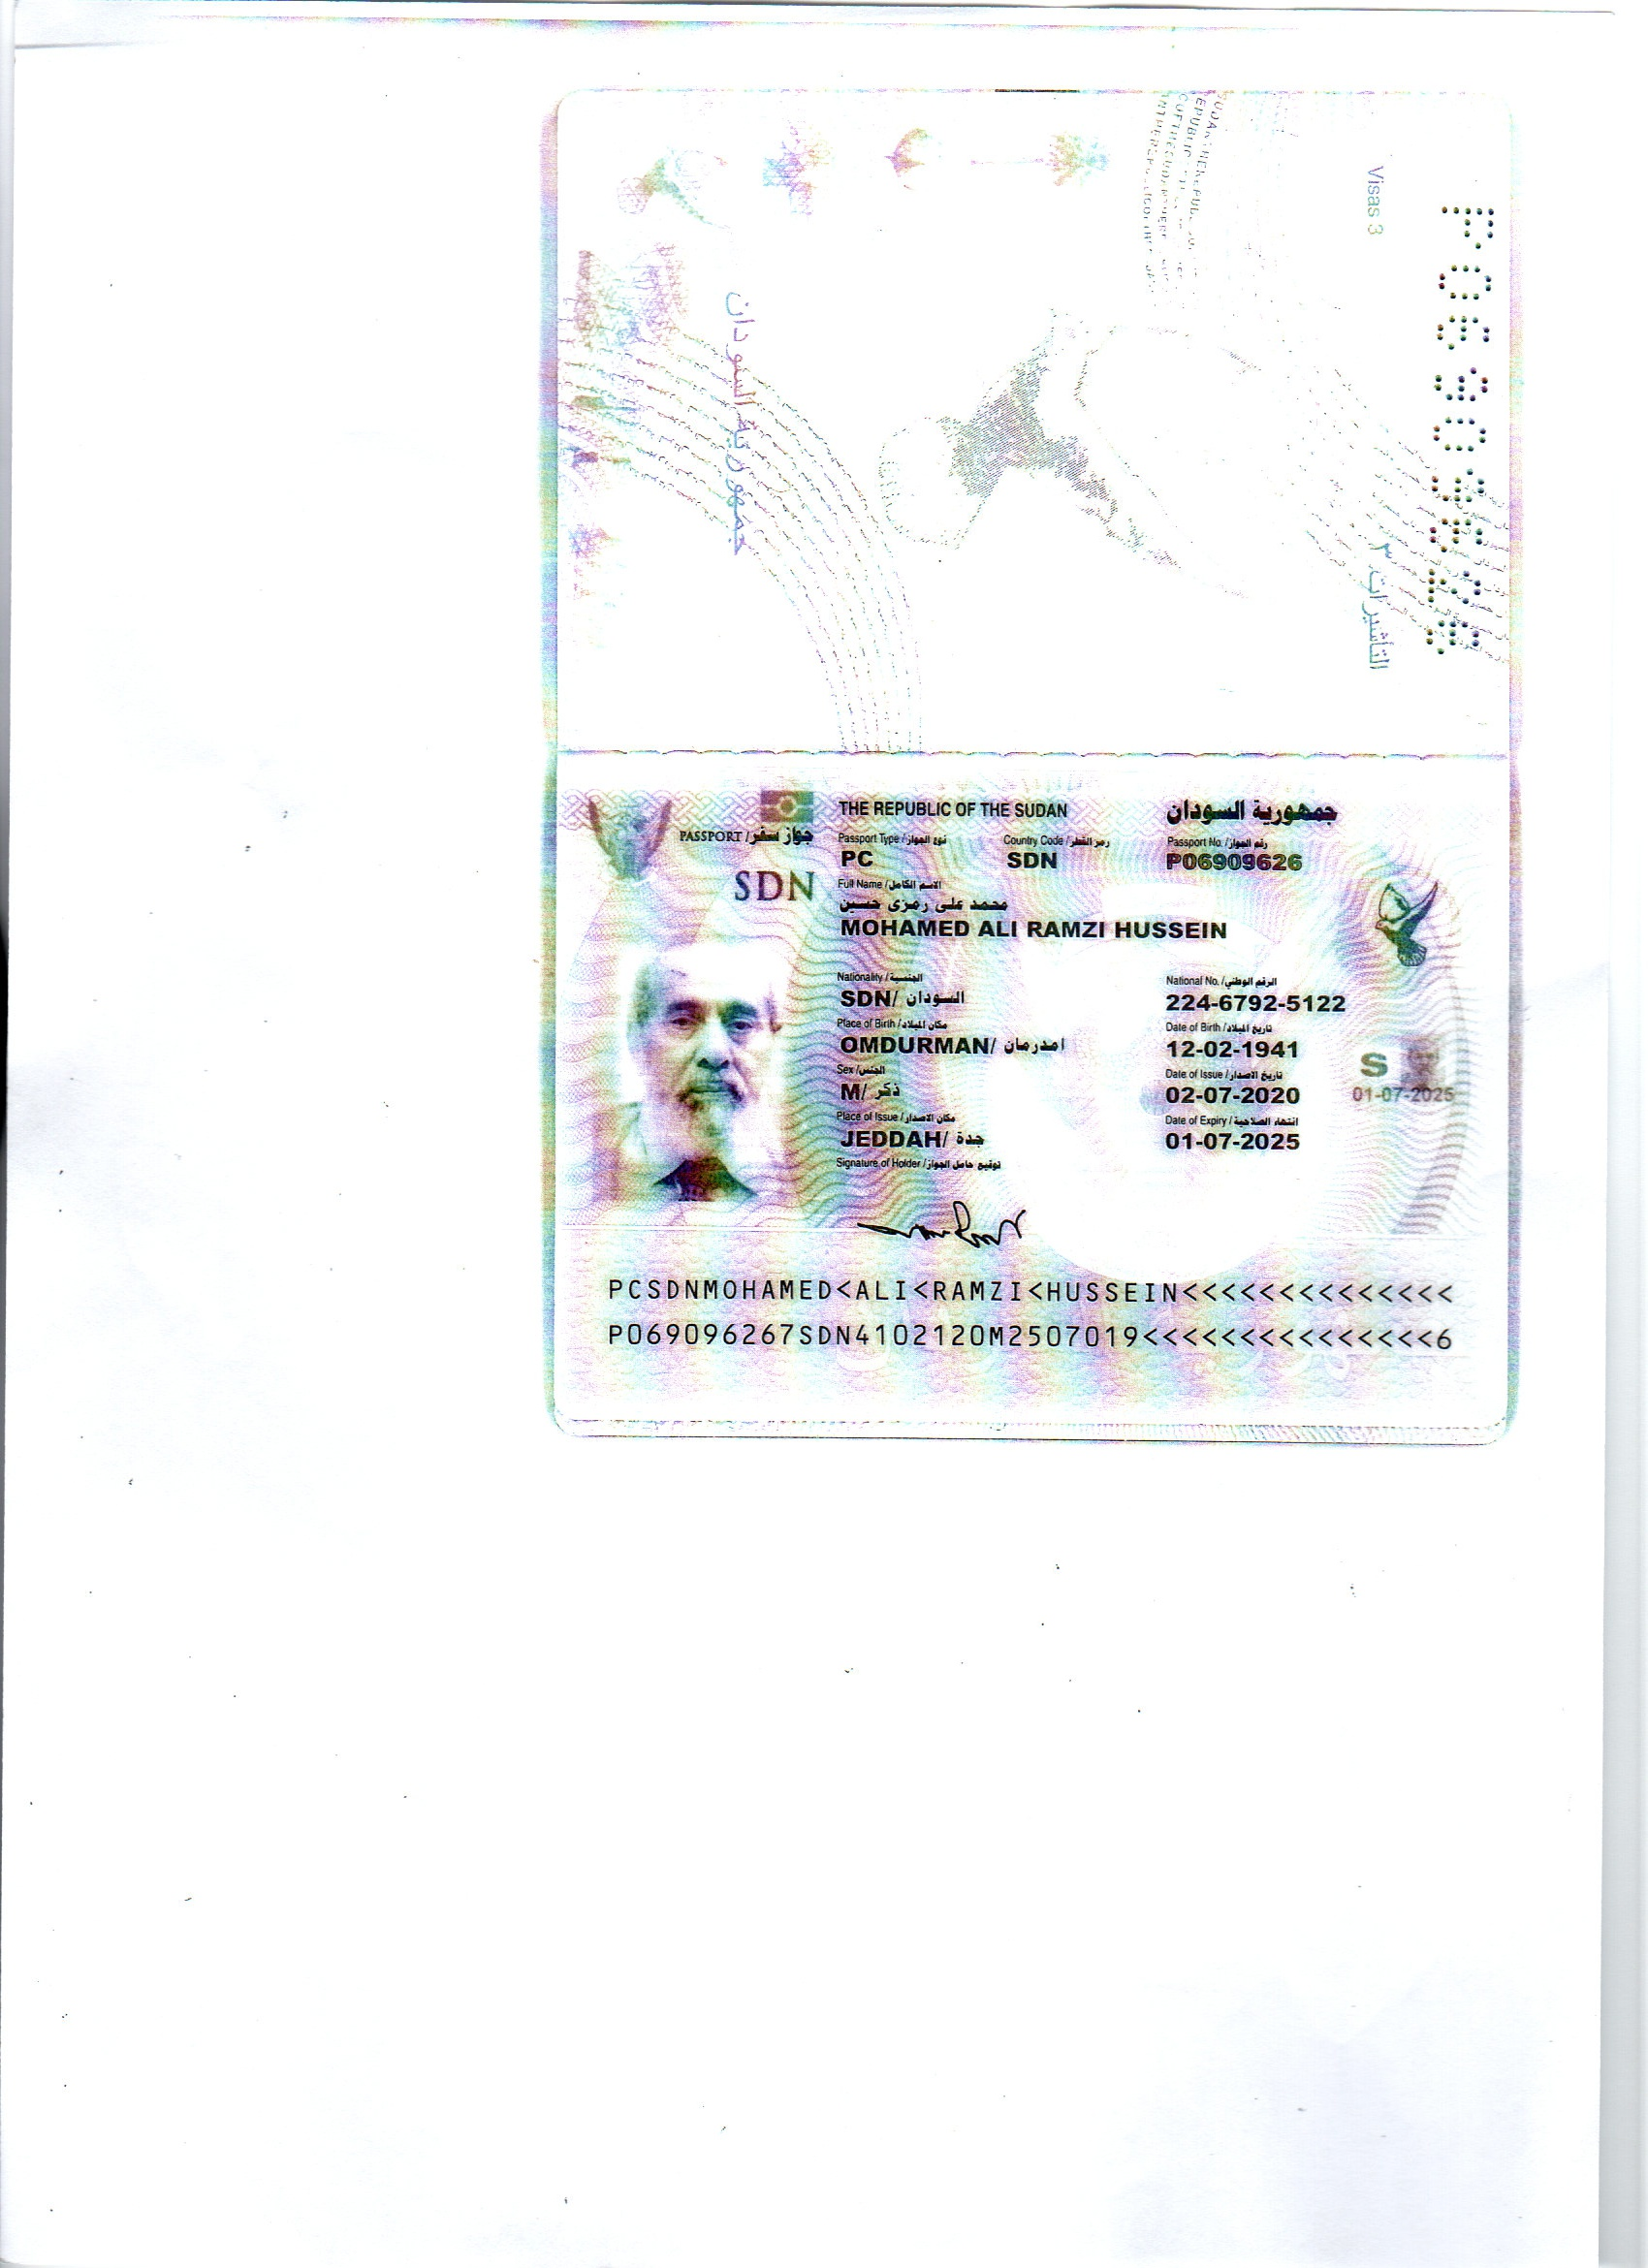 Visas 3
التأشيرات ٣
جمهورية السودان
THE REPUBLIC OF THE SUDAN
جمهورية السودان
PASSPORT / جواز سفر
SDN
Passport Type / نوع الجواز
Country Code / رمز القطر
Passport No. / رقم الجواز
PC
SDN
P06909626
Full Name / الاسم الكامل
محمد على رمزى حسين
MOHAMED ALI RAMZI HUSSEIN
Nationality / الجنسية
National No. / الرقم الوطني
SDN/ السودان
224-6792-5122
Place of Birth / مكان الميلاد
Date of Birth / تاريخ الميلاد
OMDURMAN/ امدرمان
12-02-1941
Sex / الجنس
Date of Issue / تاريخ الاصدار
M/ ذكر
02-07-2020
S
01-07-2025
Place of Issue / مكان الاصدار
Date of Expiry / انتهاء الصلاحية
JEDDAH/ جدة
01-07-2025
Signature of Holder / توقيع حامل الجواز
PCSDNMOHAMED<ALI<RAMZI<HUSSEIN<<<<<<<<<<<<<<
P069096267SDN4102120M2507019<<<<<<<<<<<<<<<6